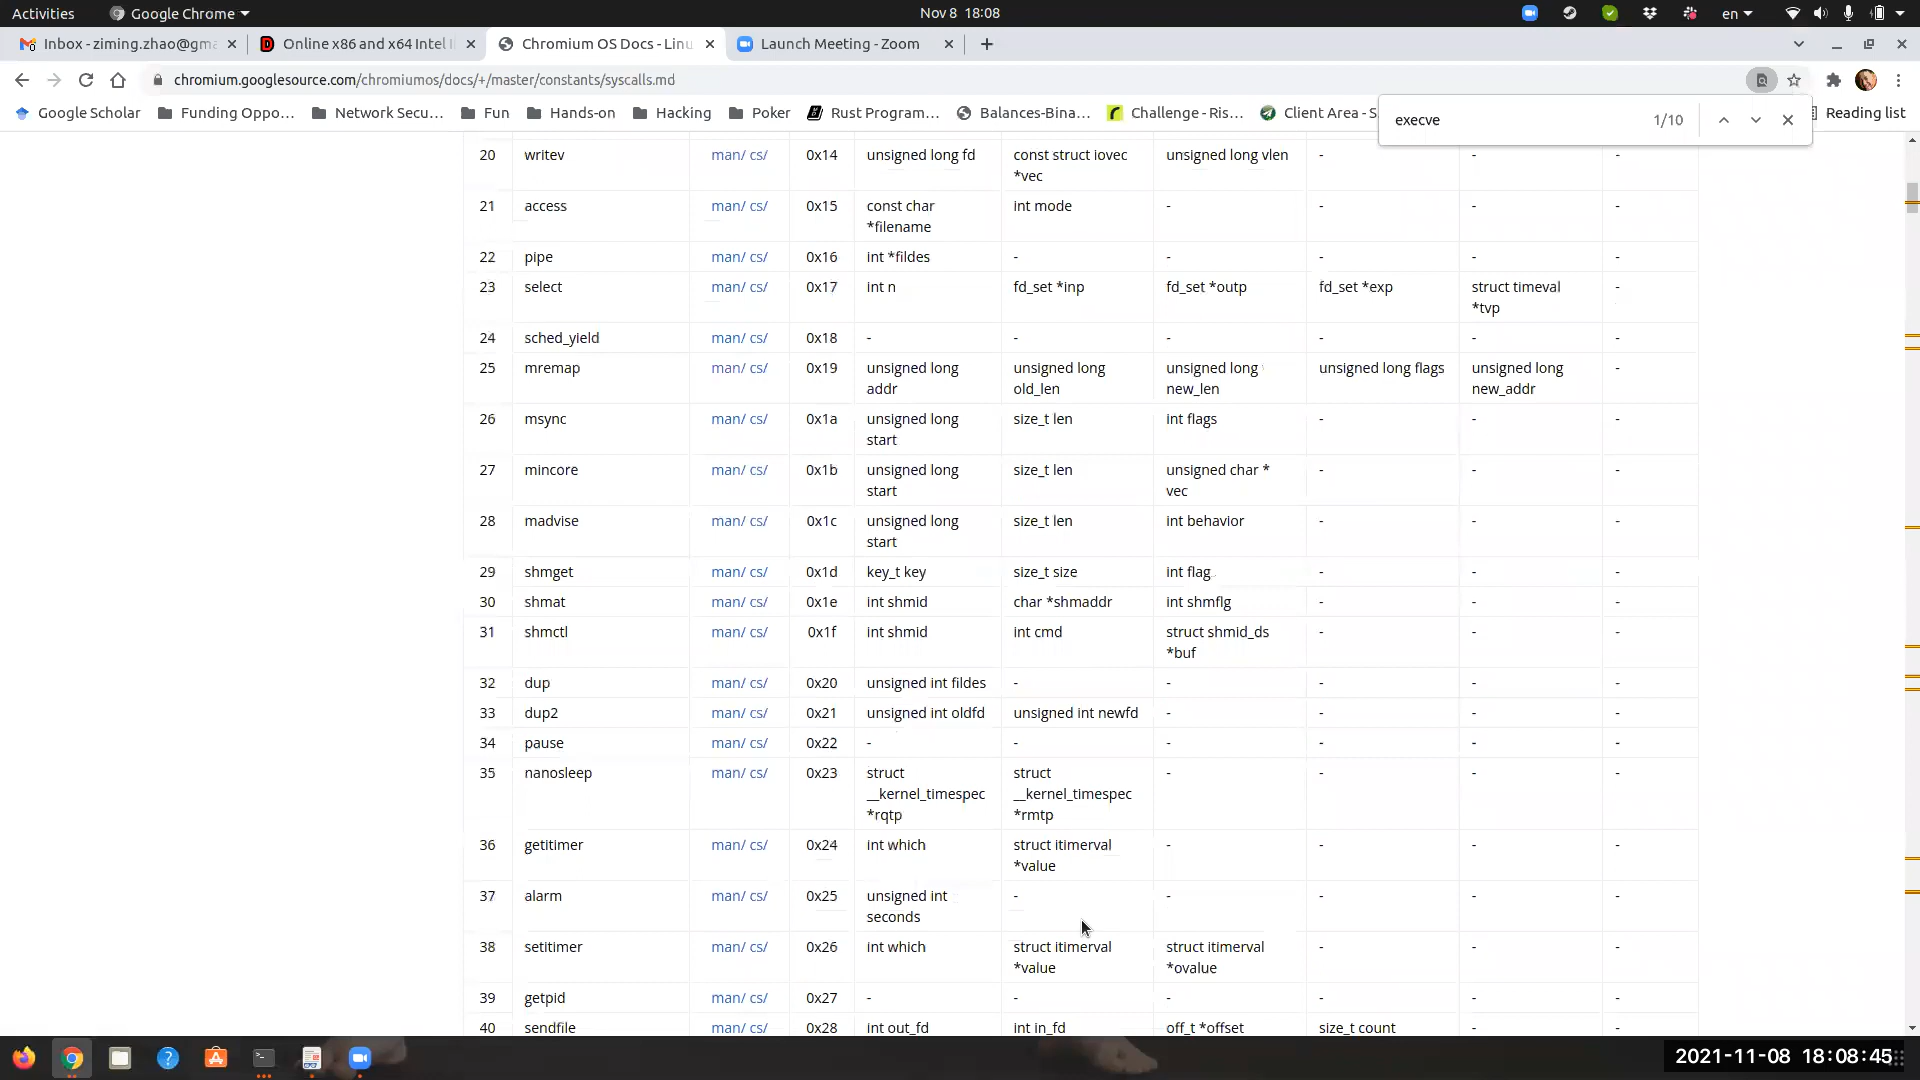 Activities Google Chrome Nov 8 18:08 en
Inbox - ziming.zhao@gma Online x86 and x64 Intel I Chromium OS Docs - Linu Launch Meeting - Zoom
chromium.googlesource.com/chromiumos/docs/+/master/constants/syscalls.md
Google Scholar Funding Oppo... Network Secu... Fun Hands-on Hacking Poker Rust Program... Balances-Bina... Challenge - Ris... Client Area - S Reading list
execve 1/10
20 writev man/ cs/ 0x14 unsigned long fd const struct iovec unsigned long vlen - - -
*vec
21 access man/ cs/ 0x15 const char int mode - - - -
*filename
22 pipe man/ cs/ 0x16 int *fildes - - - - -
23 select man/ cs/ 0x17 int n fd_set *inp fd_set *outp fd_set *exp struct timeval -
*tvp
24 sched_yield man/ cs/ 0x18 - - - - - -
25 mremap man/ cs/ 0x19 unsigned long unsigned long unsigned long unsigned long flags unsigned long -
addr old_len new_len new_addr
26 msync man/ cs/ 0x1a unsigned long size_t len int flags - - -
start
27 mincore man/ cs/ 0x1b unsigned long size_t len unsigned char * - - -
start vec
28 madvise man/ cs/ 0x1c unsigned long size_t len int behavior - - -
start
29 shmget man/ cs/ 0x1d key_t key size_t size int flag - - -
30 shmat man/ cs/ 0x1e int shmid char *shmaddr int shmflg - - -
31 shmctl man/ cs/ 0x1f int shmid int cmd struct shmid_ds - - -
*buf
32 dup man/ cs/ 0x20 unsigned int fildes - - - - -
33 dup2 man/ cs/ 0x21 unsigned int oldfd unsigned int newfd - - - -
34 pause man/ cs/ 0x22 - - - - - -
35 nanosleep man/ cs/ 0x23 struct struct - - - -
__kernel_timespec __kernel_timespec
*rqtp *rmtp
36 getitimer man/ cs/ 0x24 int which struct itimerval - - - -
*value
37 alarm man/ cs/ 0x25 unsigned int - - - - -
seconds
38 setitimer man/ cs/ 0x26 int which struct itimerval struct itimerval - - -
*value *ovalue
39 getpid man/ cs/ 0x27 - - - - - -
40 sendfile man/ cs/ 0x28 int out_fd int in_fd off_t *offset size_t count - -
2021-11-08 18:08:45